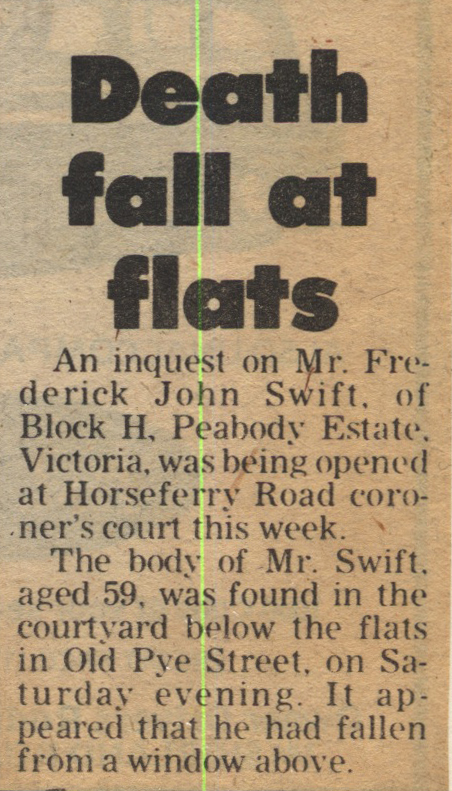 Death
fall at
flats
An inquest on Mr. Fre-
derick John Swift, of
Block H, Peabody Estate,
Victoria, was being opened
at Horseferry Road coro-
ner's court this week.
The body of Mr. Swift,
aged 59, was found in the
courtyard below the flats
in Old Pye Street, on Sa-
turday evening. It ap-
peared that he had fallen
from a window above.